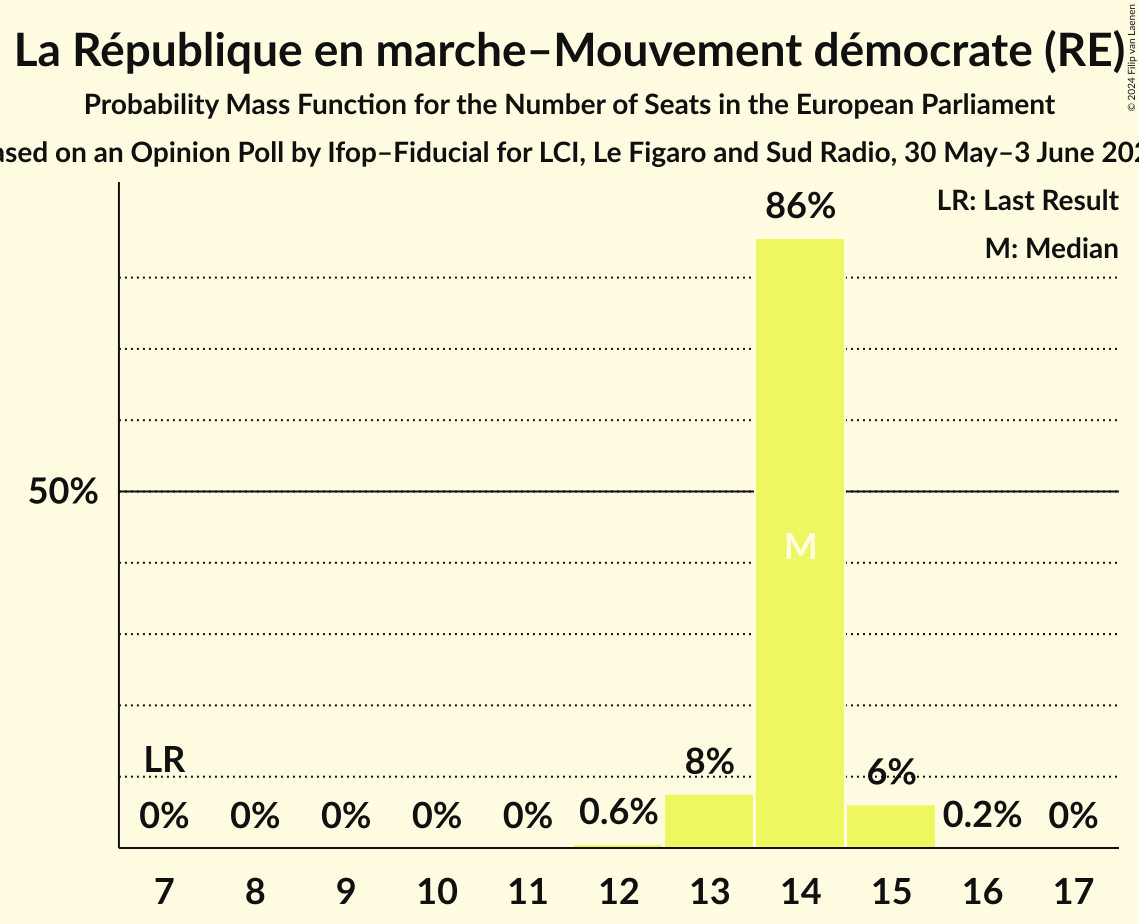 La République en marche–Mouvement démocrate (RE)
© 2024 Filip van Laenen
Probability Mass Function for the Number of Seats in the European Parliament
on an Opinion Poll by Ifop–Fiducial for LCI, Le Figaro and Sud Radio, 30 May–3 June
LR: Last Result
M: Median
86%
50%
M
LR
8%
6%
0% 0% 0% 0% 0% 0.6% 0.2% 0%
7 8 9 10 11 12 13 14 15 16 17